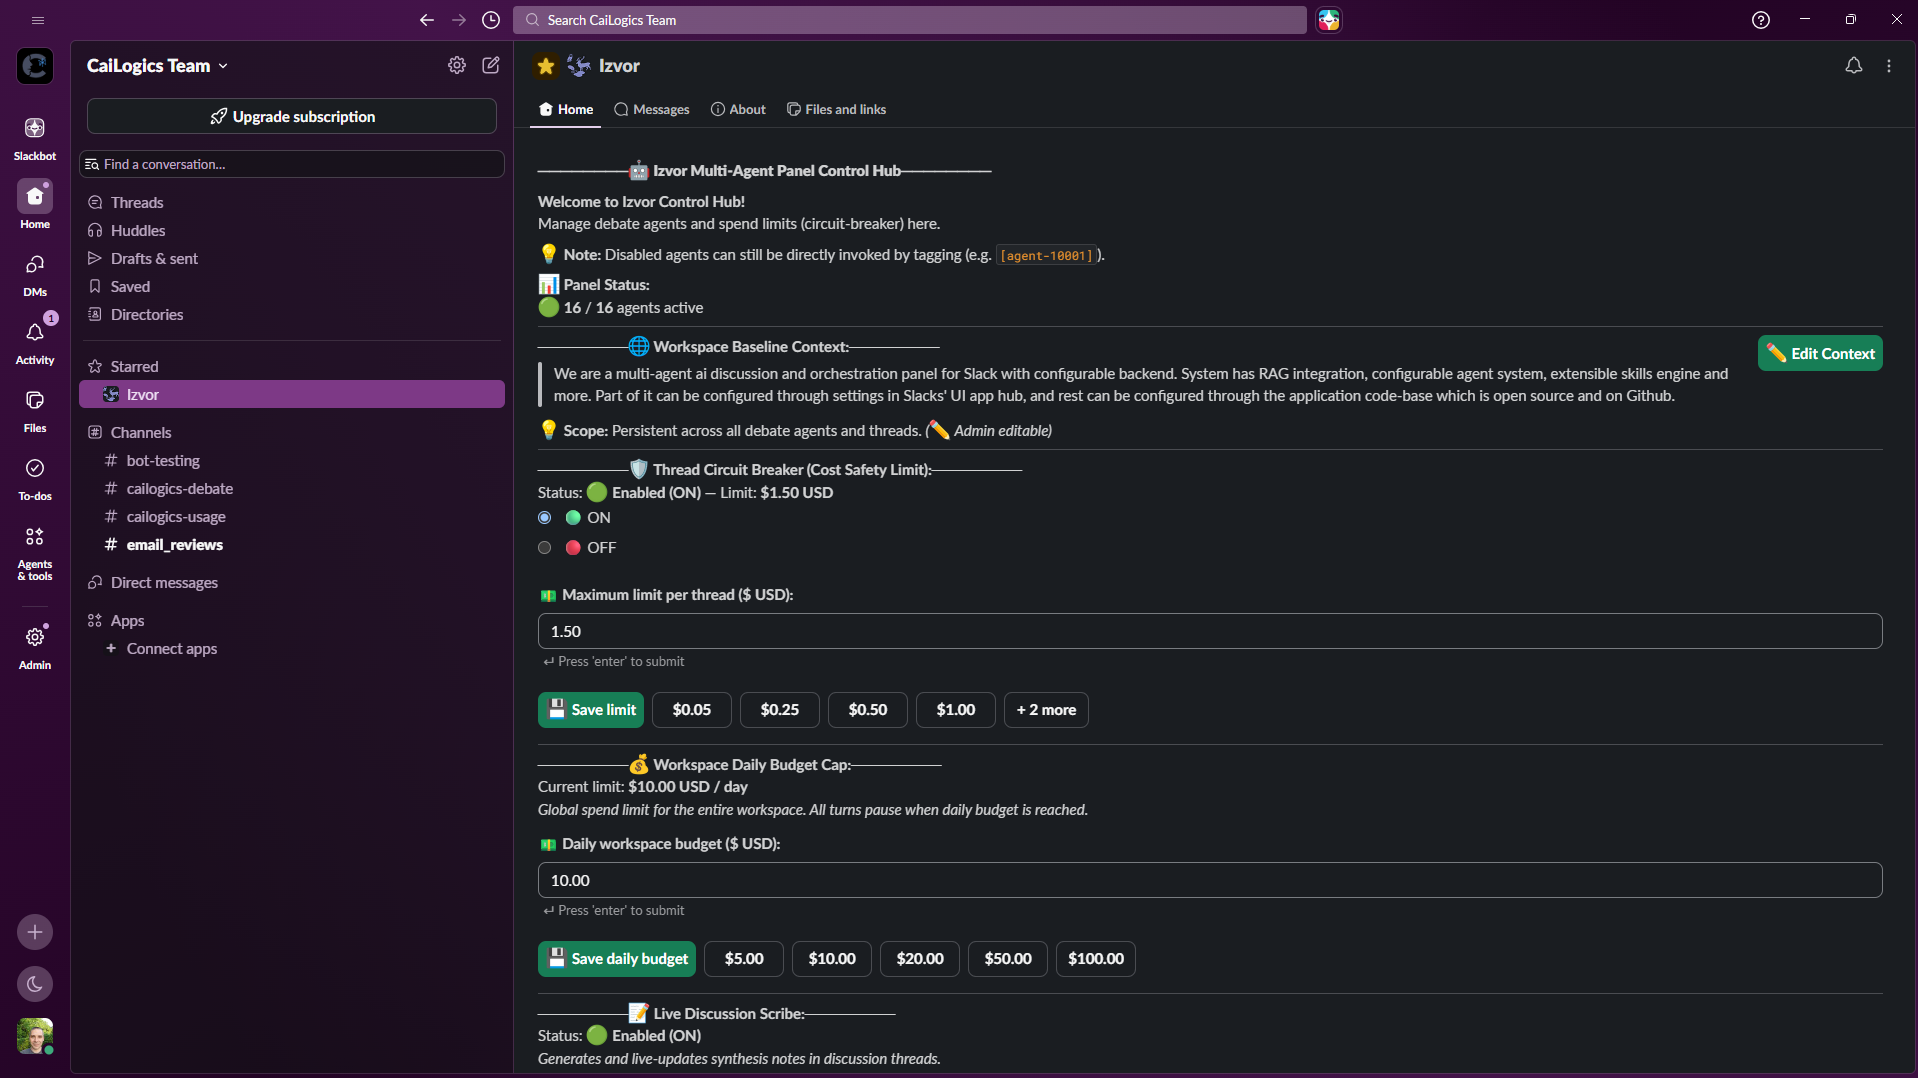 Search CaiLogics Team
CaiLogics Team
Upgrade subscription
Find a conversation...
Threads
Huddles
Drafts & sent
Saved
Directories
Starred
Izvor
Channels
# bot-testing
# cailogics-debate
# cailogics-usage
# email_reviews
Direct messages
Apps
+ Connect apps
Slackbot
Home
DMs
1
Activity
Files
To-dos
Agents
& tools
Admin
Izvor
Home
Messages
About
Files and links
Izvor Multi-Agent Panel Control Hub
Welcome to Izvor Control Hub!
Manage debate agents and spend limits (circuit-breaker) here.
Note: Disabled agents can still be directly invoked by tagging (e.g. [agent-10001]).
Panel Status:
16 / 16 agents active
Workspace Baseline Context:
Edit Context
We are a multi-agent ai discussion and orchestration panel for Slack with configurable backend. System has RAG integration, configurable agent system, extensible skills engine and
more. Part of it can be configured through settings in Slacks' UI app hub, and rest can be configured through the application code-base which is open source and on Github.
Scope: Persistent across all debate agents and threads. (✏️ Admin editable)
Thread Circuit Breaker (Cost Safety Limit):
Status: Enabled (ON) — Limit: $1.50 USD
ON
OFF
Maximum limit per thread ($ USD):
1.50
↵ Press 'enter' to submit
Save limit
$0.05
$0.25
$0.50
$1.00
+ 2 more
Workspace Daily Budget Cap:
Current limit: $10.00 USD / day
Global spend limit for the entire workspace. All turns pause when daily budget is reached.
Daily workspace budget ($ USD):
10.00
↵ Press 'enter' to submit
Save daily budget
$5.00
$10.00
$20.00
$50.00
$100.00
Live Discussion Scribe:
Status: Enabled (ON)
Generates and live-updates synthesis notes in discussion threads.